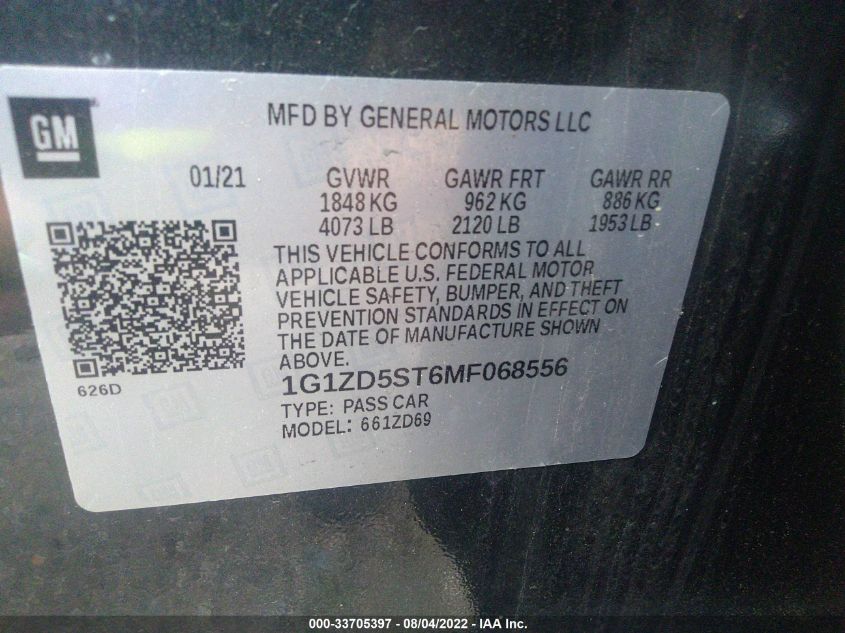 GM
MFD BY GENERAL MOTORS LLC
01/21 GVWR GAWR FRT GAWR RR
1848 KG 962 KG 886 KG
4073 LB 2120 LB 1953 LB
THIS VEHICLE CONFORMS TO ALL
APPLICABLE U.S. FEDERAL MOTOR
VEHICLE SAFETY, BUMPER, AND THEFT
PREVENTION STANDARDS IN EFFECT ON
THE DATE OF MANUFACTURE SHOWN
ABOVE.
626D
1G1ZD5ST6MF068556
TYPE: PASS CAR
MODEL: 661ZD69
000-33705397 - 08/04/2022 - IAA Inc.